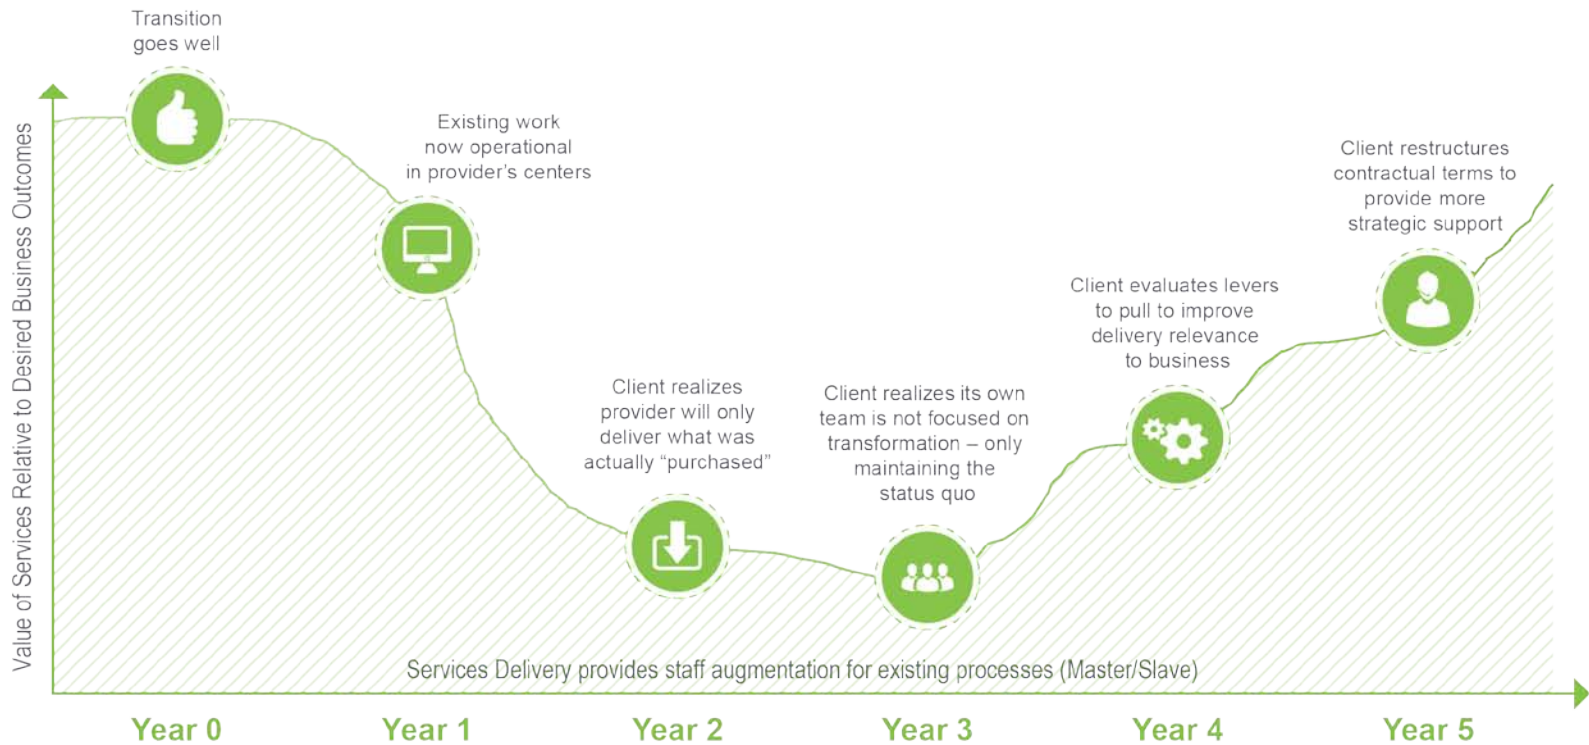 Transition
goes well
Existing work
now operational
in provider's centers
Client realizes
provider will only
deliver what was
actually “purchased”
Client realizes its own
team is not focused on
transformation – only
maintaining the
status quo
Client evaluates levers
to pull to improve
delivery relevance
to business
Client restructures
contractual terms to
provide more
strategic support
Value of Services Relative to Desired Business Outcomes
Services Delivery provides staff augmentation for existing processes (Master/Slave)
Year 0
Year 1
Year 2
Year 3
Year 4
Year 5